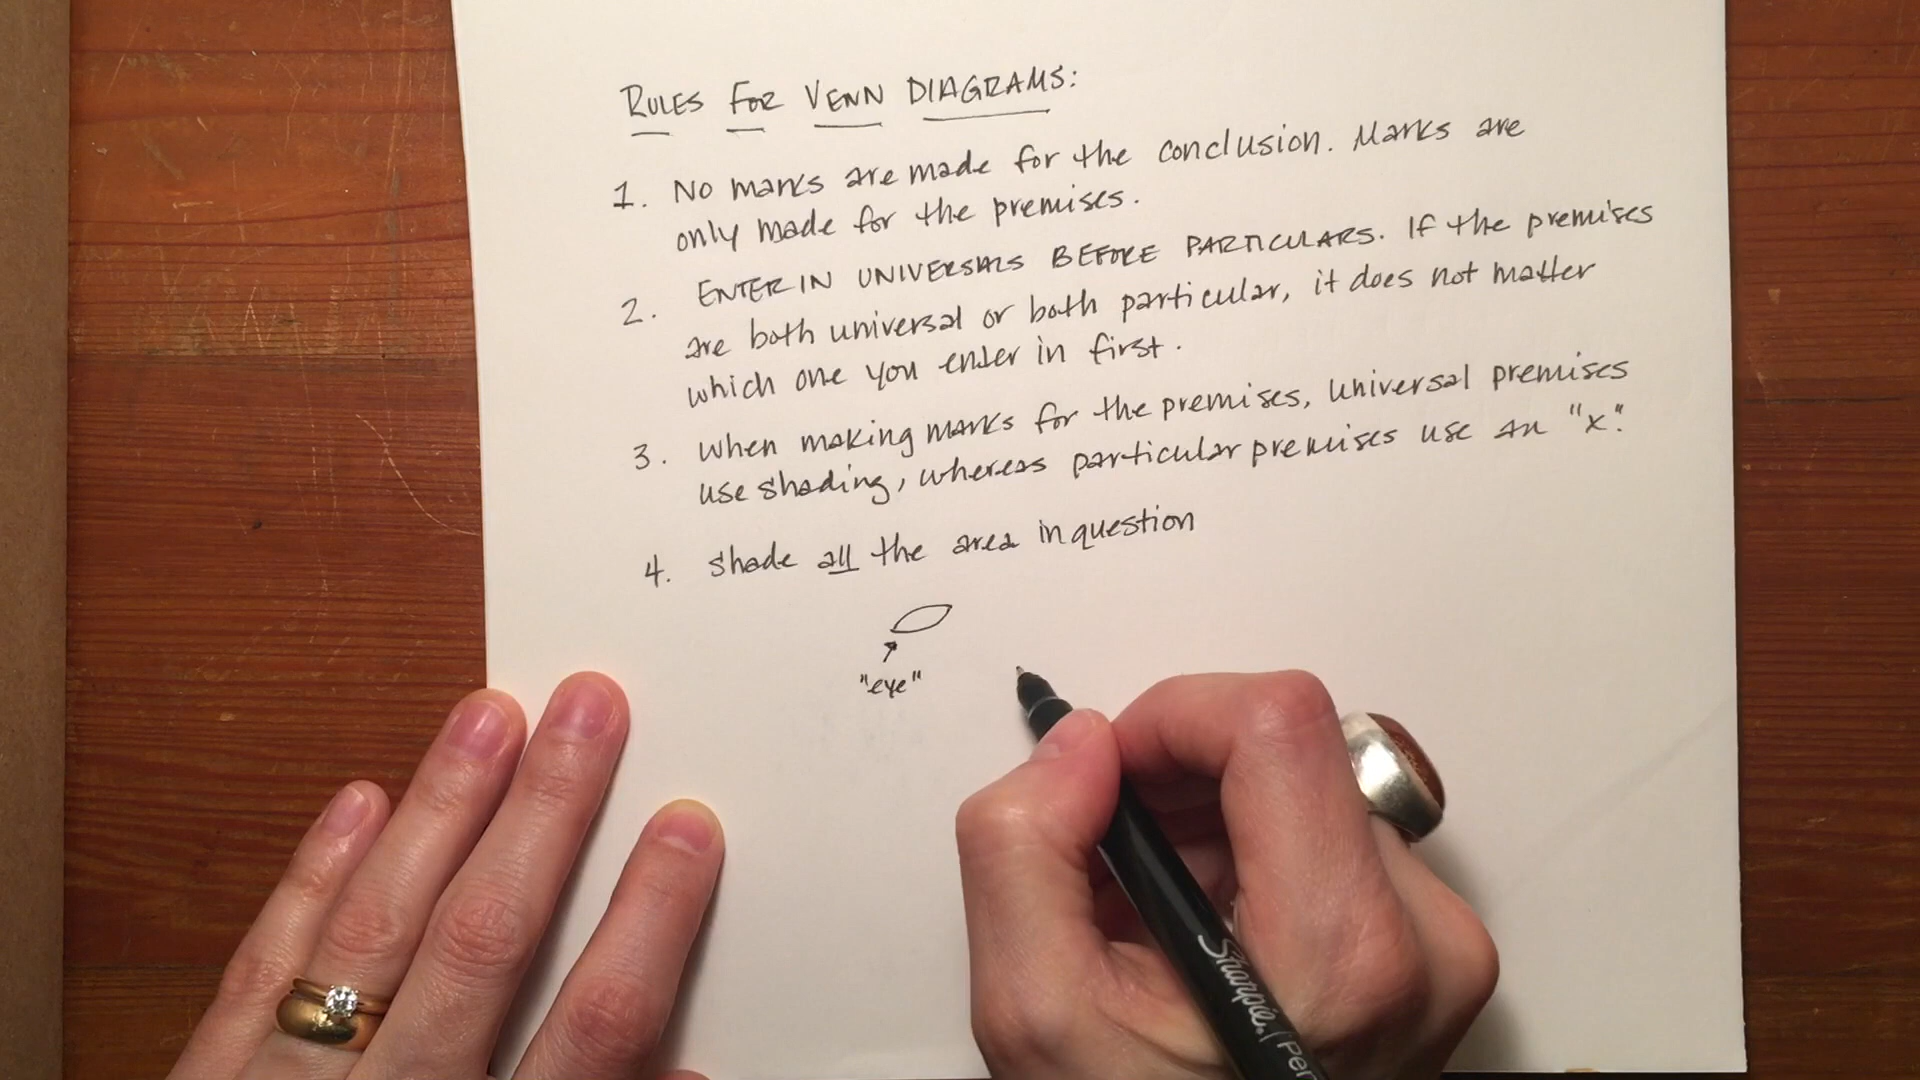 RULES FOR VENN DIAGRAMS:
1. No marks are made for the conclusion. Marks are
only made for the premises.
2. ENTER IN UNIVERSALS BEFORE PARTICULARS. If the premises
are both universal or both particular, it does not matter
which one you enter in first.
3. When making marks for the premises, universal premises
use shading, whereas particular premises use an "x."
4. Shade all the area in question
"eye"
Sharpie. Pen